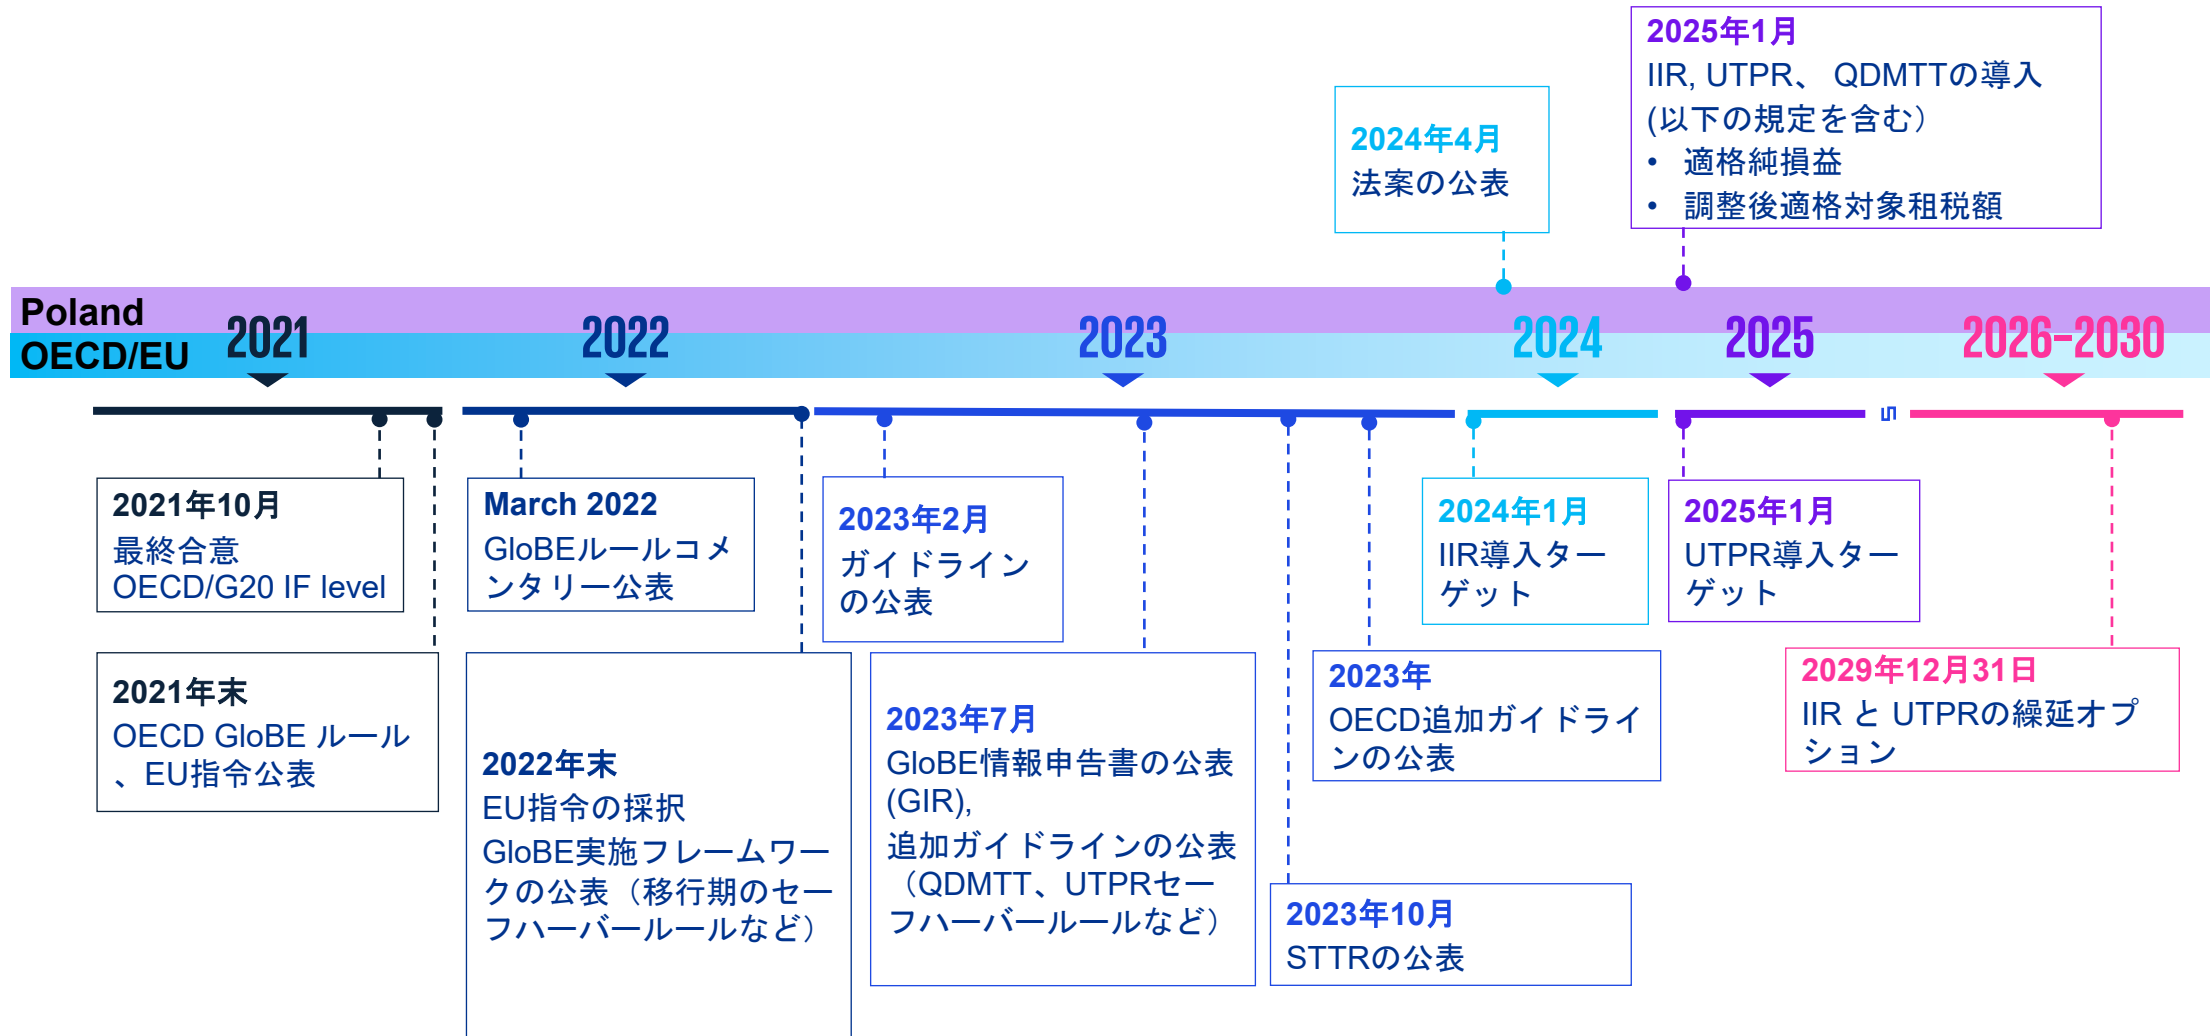 2025年1月
IIR, UTPR、 QDMTTの導入
(以下の規定を含む）
• 適格純損益
• 調整後適格対象租税額
2024年4月
法案の公表
Poland
OECD/EU
2021
2022
2023
2024
2025
2026-2030
2021年10月
最終合意
OECD/G20 IF level
March 2022
GloBEルールコメ
ンタリー公表
2023年2月
ガイドライン
の公表
2024年1月
IIR導入ター
ゲット
2025年1月
UTPR導入ター
ゲット
2021年末
OECD GloBE ルール
、EU指令公表
2022年末
EU指令の採択
GloBE実施フレームワー
クの公表（移行期のセー
フハーバールールなど）
2023年7月
GloBE情報申告書の公表
(GIR),
追加ガイドラインの公表
（QDMTT、UTPRセー
フハーバールールなど）
2023年
OECD追加ガイドライ
ンの公表
2029年12月31日
IIR と UTPRの繰延オプ
ション
2023年10月
STTRの公表